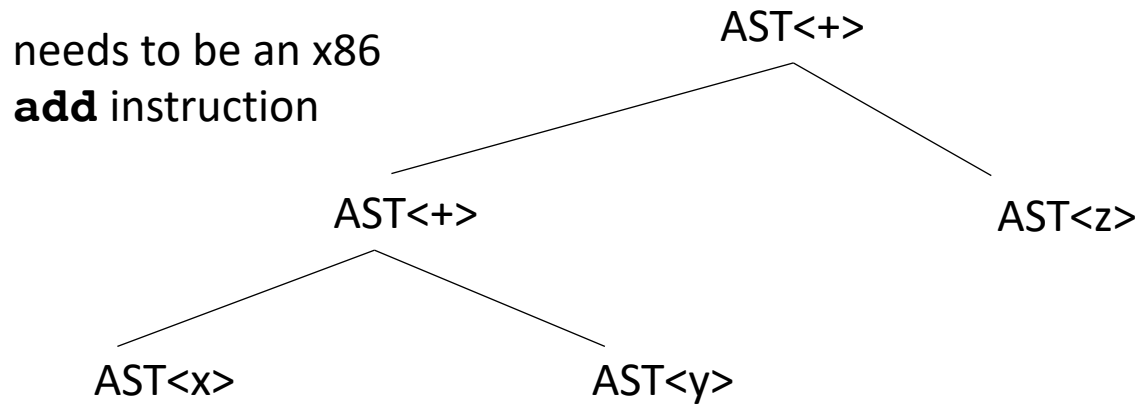 AST<+>
needs to be an x86
add instruction
AST<+>
AST<z>
AST<x>
AST<y>